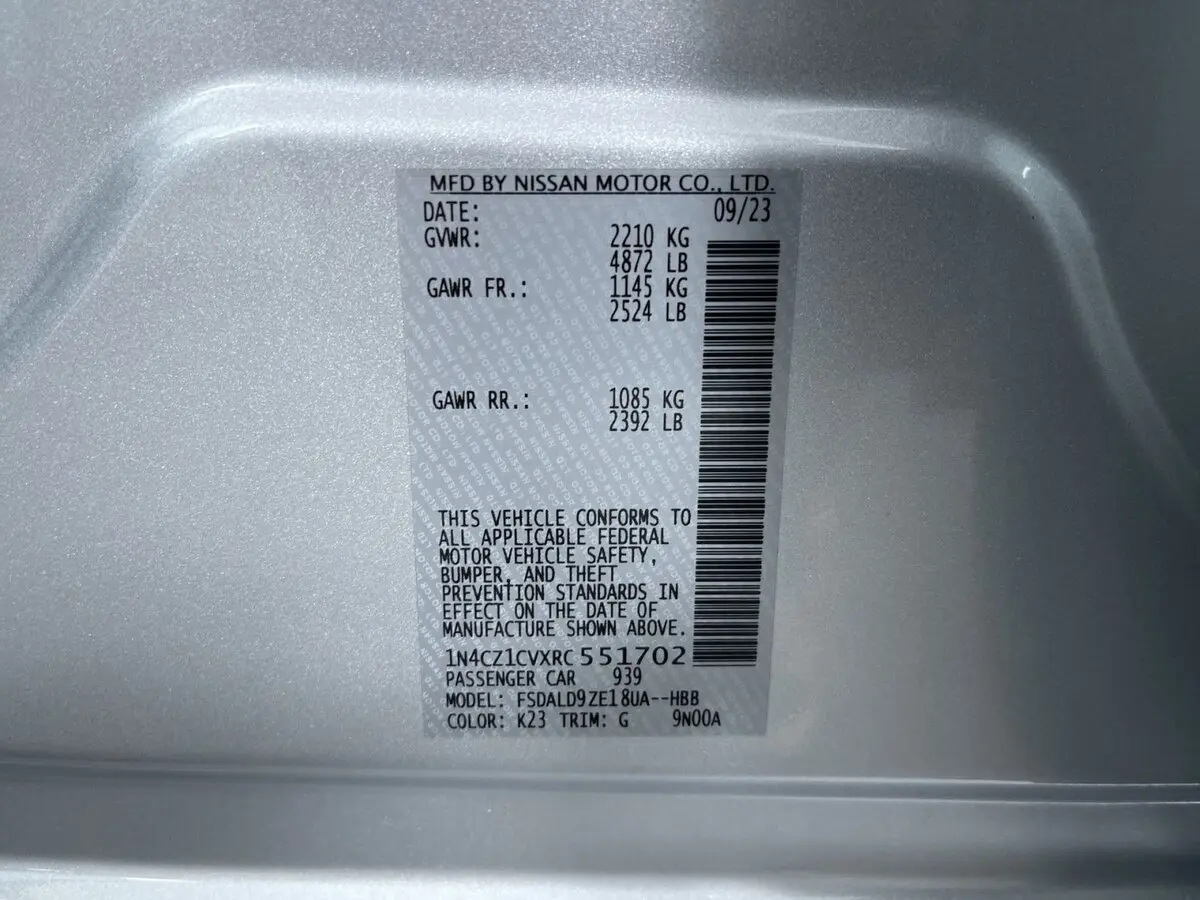 MFD BY NISSAN MOTOR CO., LTD.
DATE: 09/23
GVWR: 2210 KG
4872 LB
GAWR FR.: 1145 KG
2524 LB
GAWR RR.: 1085 KG
2392 LB
THIS VEHICLE CONFORMS TO
ALL APPLICABLE FEDERAL
MOTOR VEHICLE SAFETY,
BUMPER, AND THEFT
PREVENTION STANDARDS IN
EFFECT ON THE DATE OF
MANUFACTURE SHOWN ABOVE.
1N4CZ1CVXRC551702
PASSENGER CAR 939
MODEL: FSDALD9ZE18UA--HBB
COLOR: K23 TRIM: G 9N00A